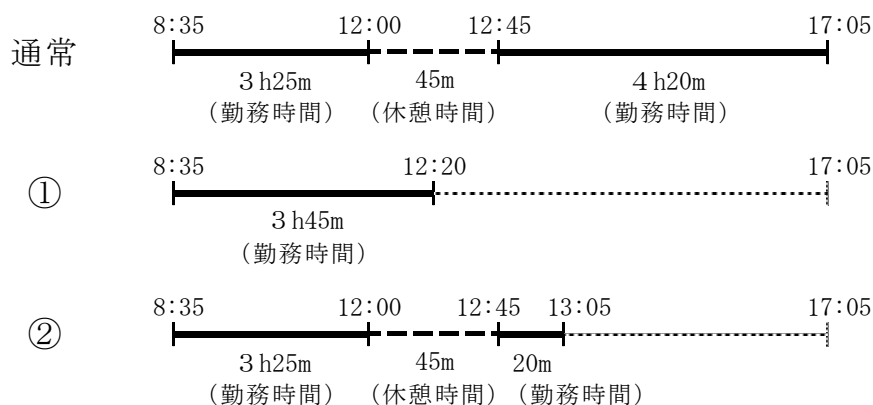 8:35 12:00 12:45 17:05
通常
3h25m 45m 4h20m
(勤務時間) (休憩時間) (勤務時間)
8:35 12:20 17:05
①
3h45m
(勤務時間)
8:35 12:00 12:45 13:05 17:05
②
3h25m 45m 20m
(勤務時間) (休憩時間) (勤務時間)